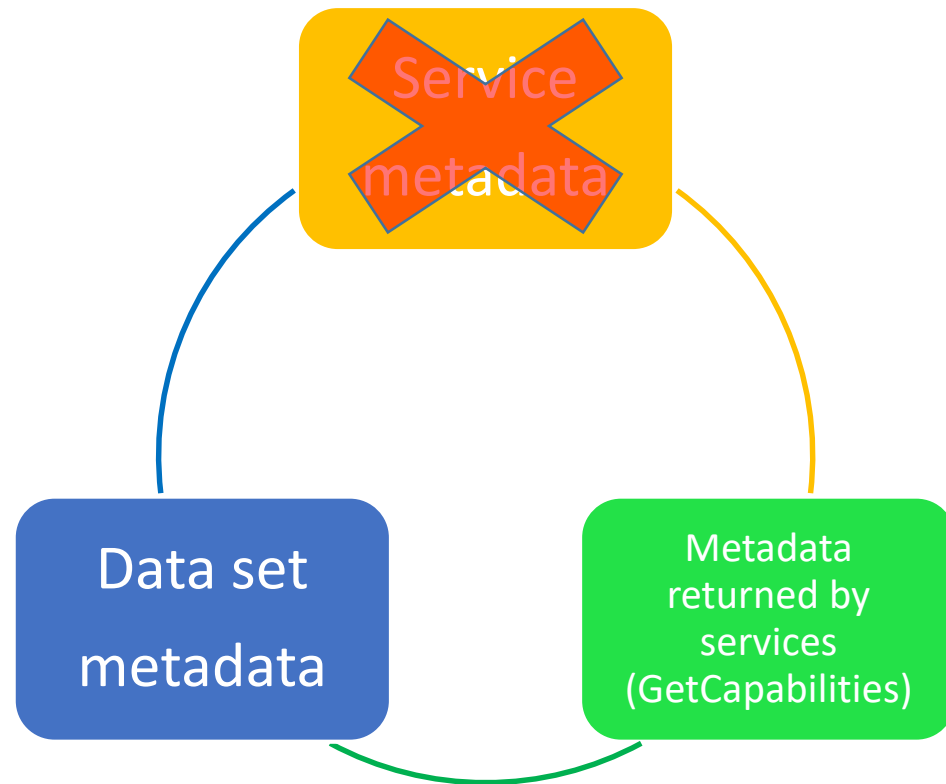 Service
metadata
Data set
metadata
Metadata
returned by
services
(GetCapabilities)